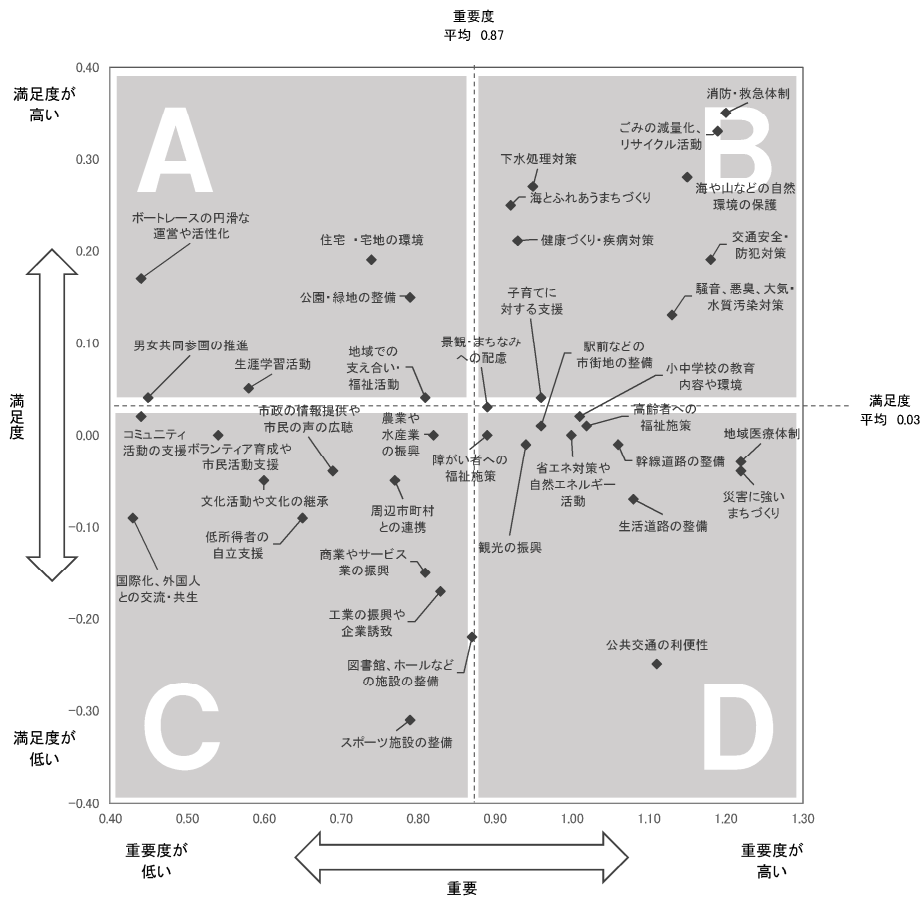 重要度
平均 0.87
0.40
0.30
0.20
0.10
0.00
−0.10
−0.20
−0.30
−0.40
満足度が
高い
満足度
満足度が
低い
A
B
C
D
消防・救急体制
ごみの減量化、
リサイクル活動
下水処理対策
海や山などの自然
環境の保護
海とふれあうまちづくり
ボートレースの円滑な
運営や活性化
住宅 ・宅地の環境
健康づくり・疾病対策
交通安全・
防犯対策
公園・緑地の整備
子育てに
対する支援
騒音、悪臭、大気・
水質汚染対策
男女共同参画の推進
生涯学習活動
地域での
支え合い・
福祉活動
景観・まちなみ
への配慮
駅前などの
市街地の整備
小中学校の教育
内容や環境
満足度
平均 0.03
コミュニティ
活動の支援
ボランティア育成や
市民活動支援
市政の情報提供や
市民の声の広聴
農業や
水産業
の振興
障がい者への
福祉施策
高齢者への
福祉施策
地域医療体制
幹線道路の整備
省エネ対策や
自然エネルギー
活動
文化活動や文化の継承
周辺市町村
との連携
災害に強い
まちづくり
生活道路の整備
低所得者の
自立支援
観光の振興
商業やサービス
業の振興
国際化、外国人
との交流・共生
工業の振興や
企業誘致
図書館、ホールなど
の施設の整備
公共交通の利便性
スポーツ施設の整備
0.40
0.50
0.60
0.70
0.80
0.90
1.00
1.10
1.20
1.30
重要度が
低い
重要
重要度が
高い